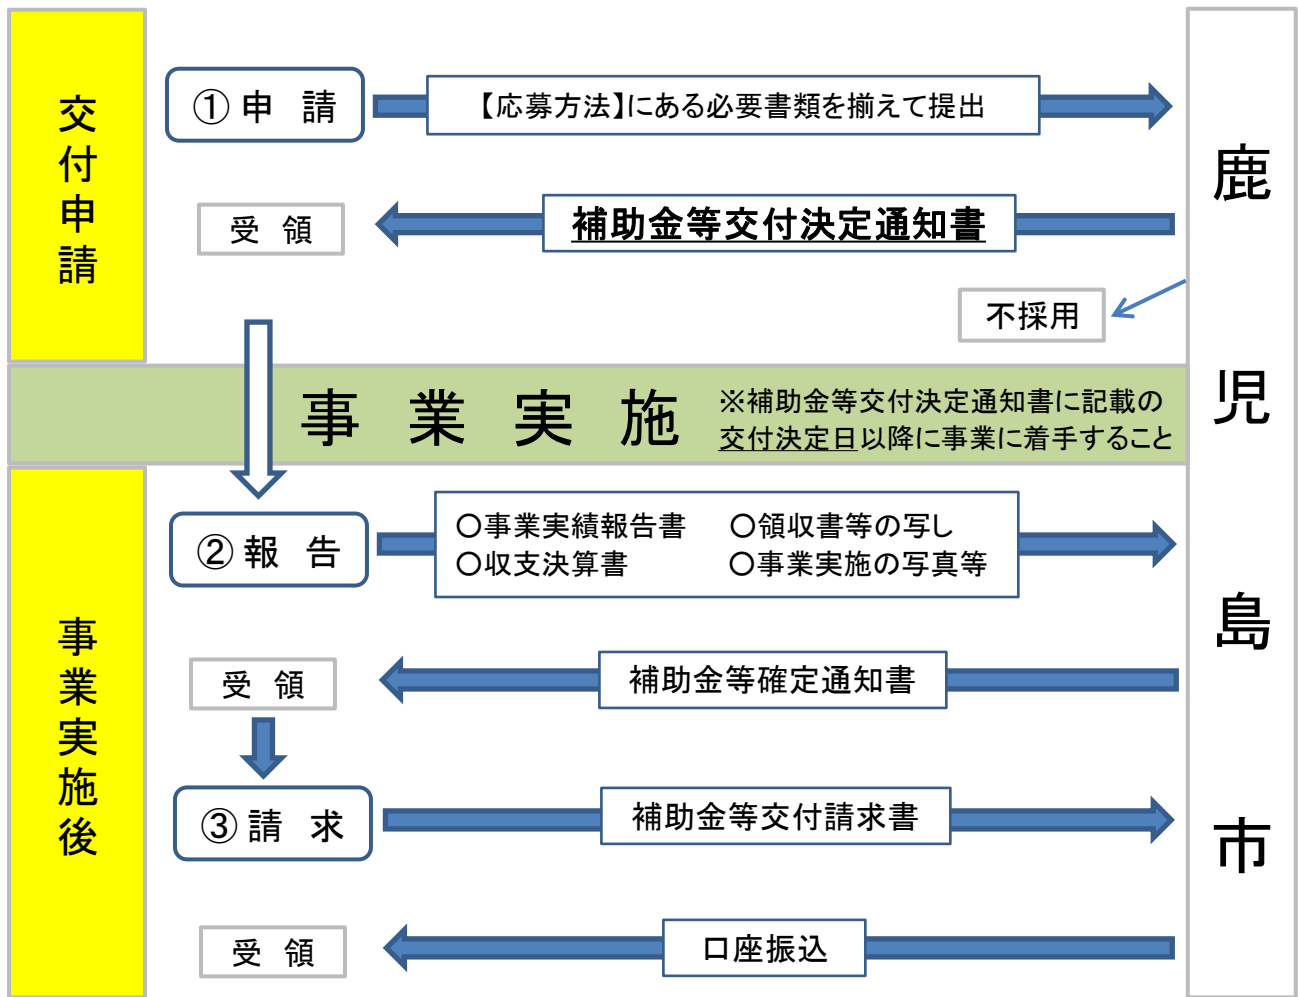 交付申請
①申　請
【応募方法】にある必要書類を揃えて提出
補助金等交付決定通知書
受　領
不採用
事　業　実　施
※補助金等交付決定通知書に記載の
交付決定日以降に事業に着手すること
事業実施後
②報　告
○事業実績報告書　○領収書等の写し
○収支決算書　○事業実施の写真等
補助金等確定通知書
受　領
③請　求
補助金等交付請求書
口座振込
受　領
鹿児島市